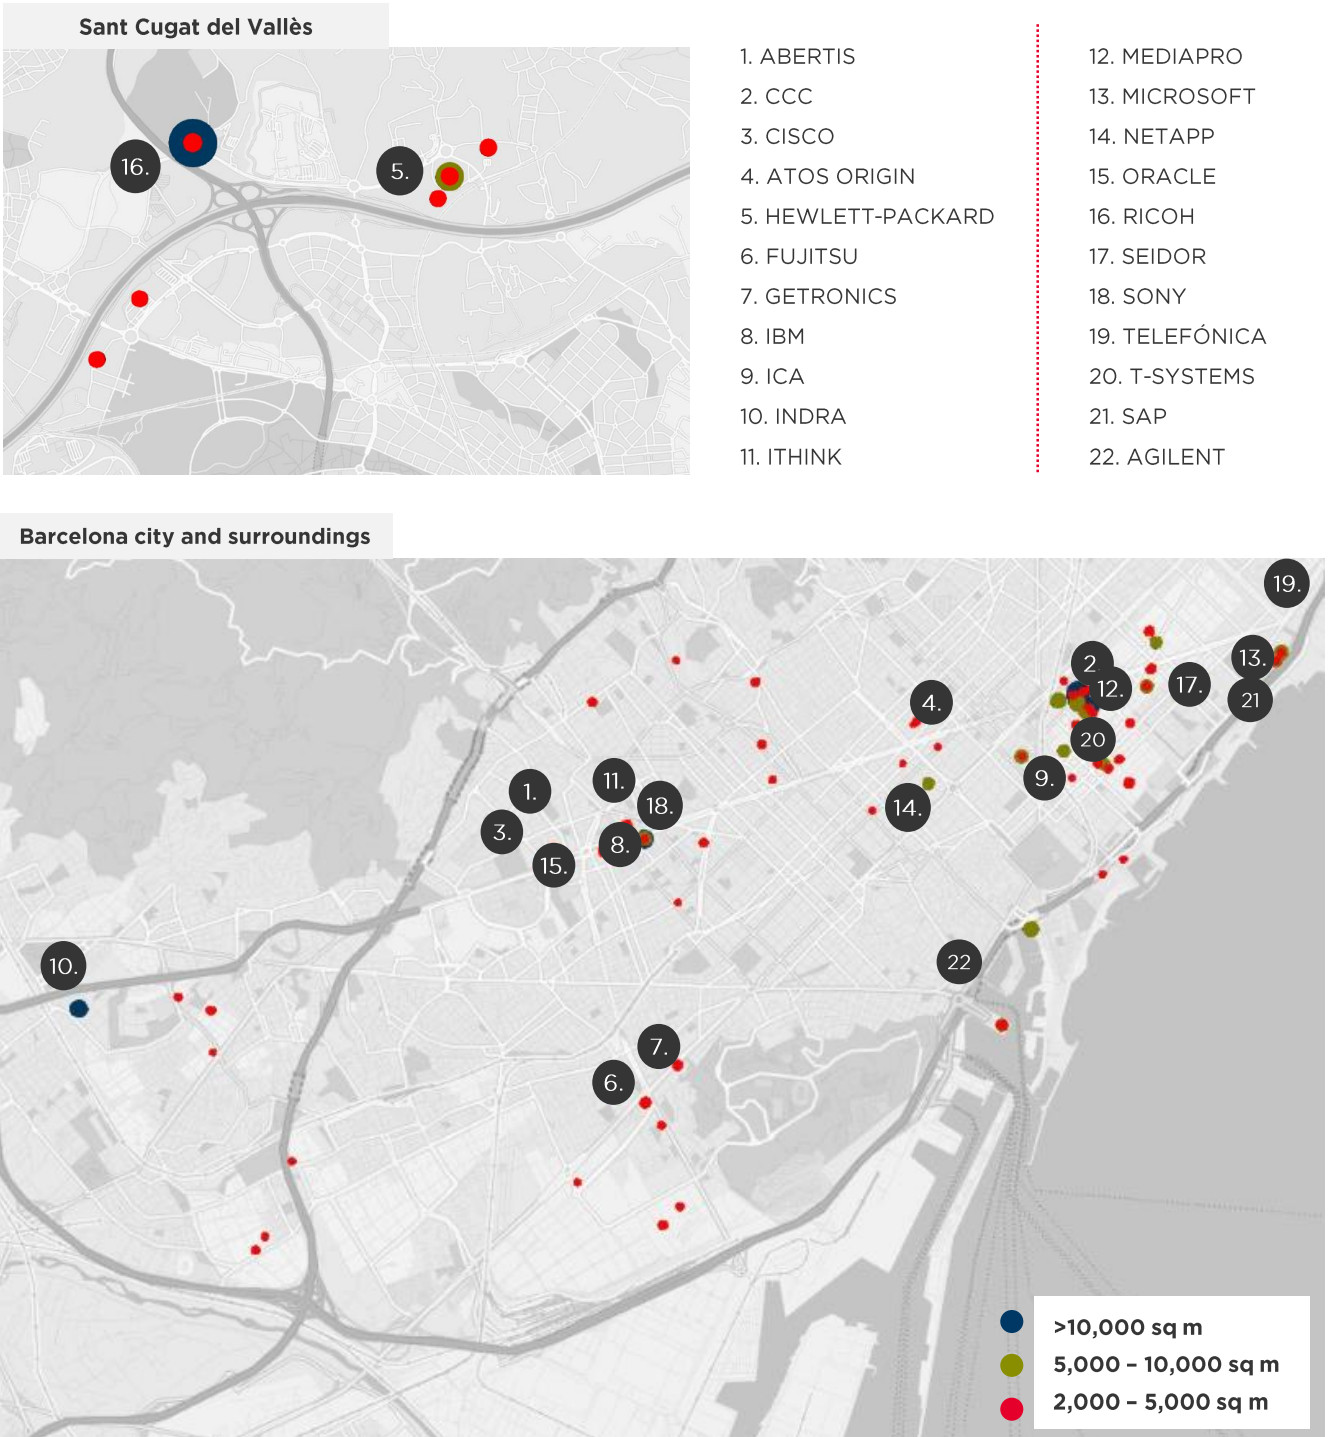 Sant Cugat del Vallès
16.
5.
1. ABERTIS
2. CCC
3. CISCO
4. ATOS ORIGIN
5. HEWLETT-PACKARD
6. FUJITSU
7. GETRONICS
8. IBM
9. ICA
10. INDRA
11. ITHINK
12. MEDIAPRO
13. MICROSOFT
14. NETAPP
15. ORACLE
16. RICOH
17. SEIDOR
18. SONY
19. TELEFÓNICA
20. T-SYSTEMS
21. SAP
22. AGILENT
Barcelona city and surroundings
19.
2
13.
12.
17.
21
4.
20
9.
14.
11.
1.
18.
3.
8.
15.
10.
22
7.
6.
>10,000 sq m
5,000 – 10,000 sq m
2,000 – 5,000 sq m